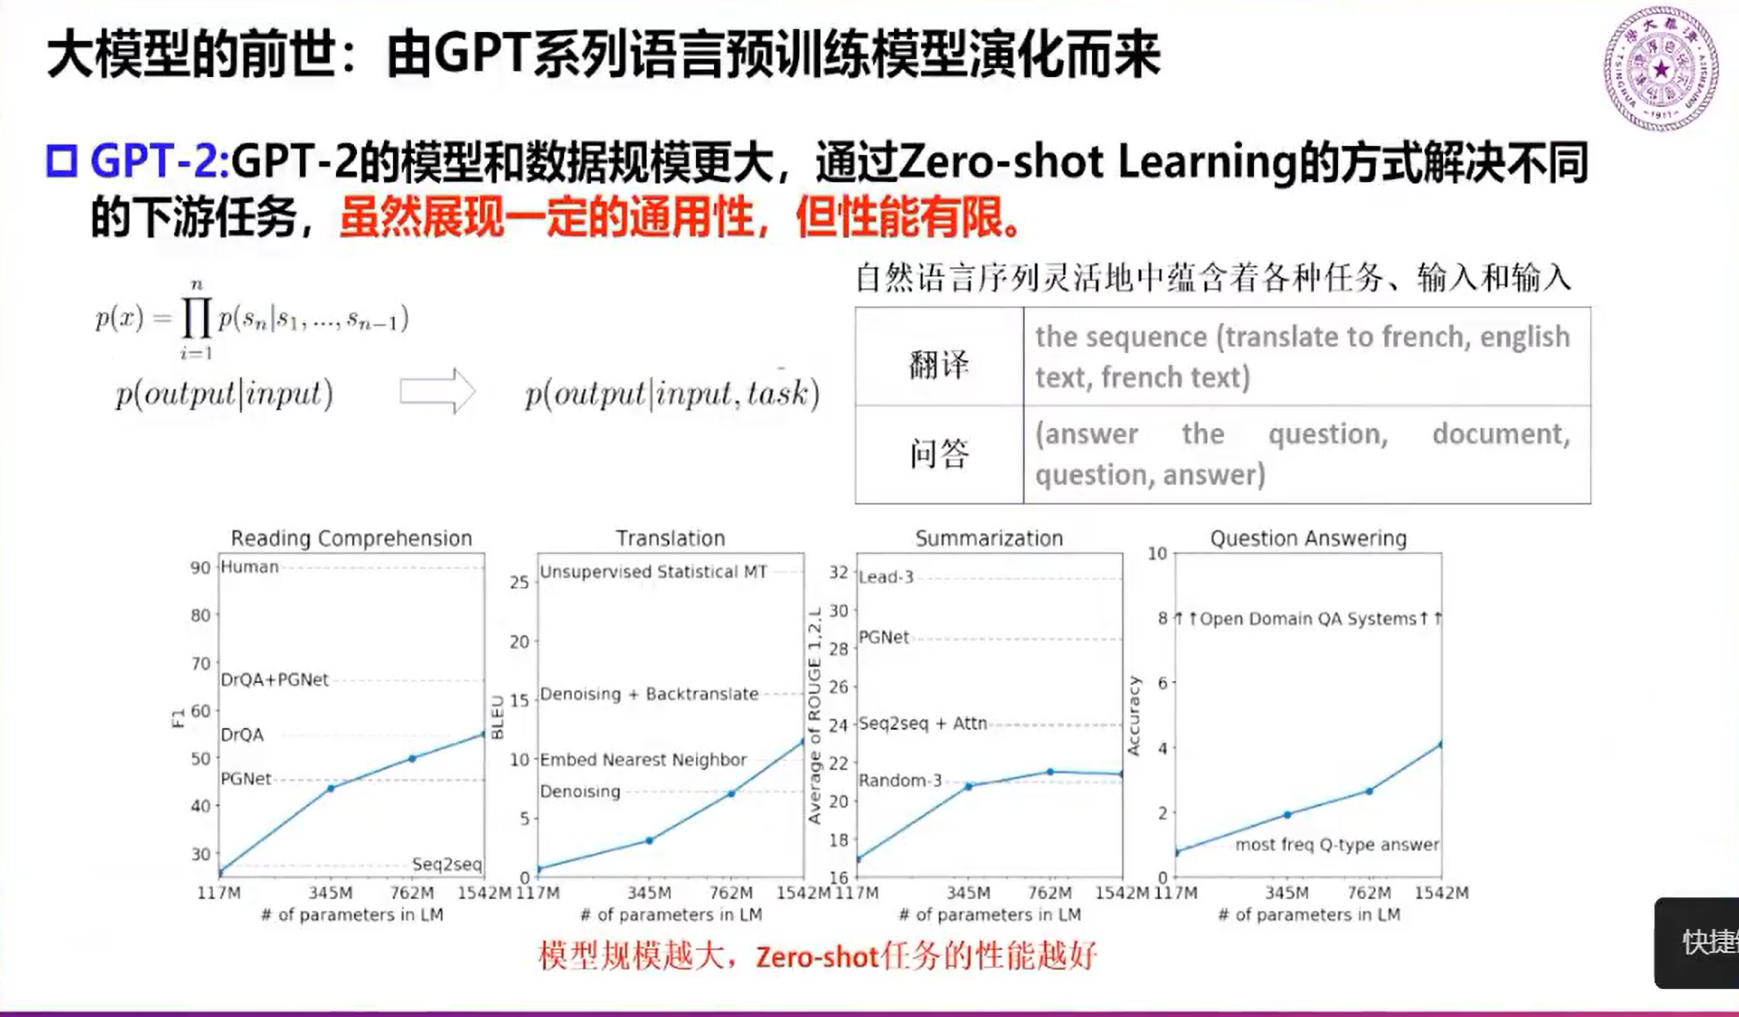 大模型的前世：由GPT系列语言预训练模型演化而来
GPT-2:GPT-2的模型和数据规模更大，通过Zero-shot Learning的方式解决不同
的下游任务，虽然展现一定的通用性，但性能有限。
p(x) = ∏_{i=1}^{n} p(s_n|s_1, ..., s_{n-1})
p(output|input)
p(output|input, task)
自然语言序列灵活地中蕴含着各种任务、输入和输入
翻译
the sequence (translate to french, english
text, french text)
问答
(answer the question, document,
question, answer)
Reading Comprehension
F1
90
80
70
60
50
40
30
Human
DrQA+PGNet
DrQA
PGNet
Seq2seq
117M 345M 762M 1542M
# of parameters in LM
Translation
BLEU
25
20
15
10
5
0
Unsupervised Statistical MT
Denoising + Backtranslate
Embed Nearest Neighbor
Denoising
117M 345M 762M 1542M
# of parameters in LM
Summarization
Average of ROUGE 1,2,L
32
30
28
26
24
22
20
18
16
Lead-3
PGNet
Seq2seq + Attn
Random-3
117M 345M 762M 1542M
# of parameters in LM
Question Answering
Accuracy
10
8
6
4
2
0
↑↑Open Domain QA Systems↑↑
most freq Q-type answer
117M 345M 762M 1542M
# of parameters in LM
模型规模越大，Zero-shot任务的性能越好
TSINGHUA UNIVERSITY
-1911-
快捷